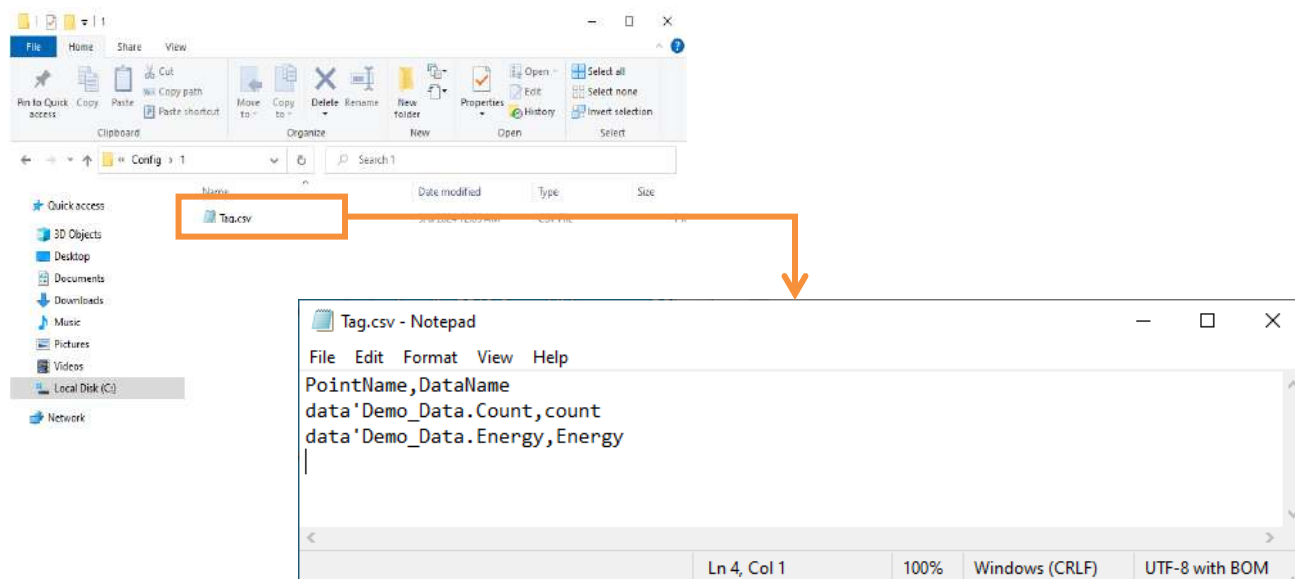 1
File Home Share View
Pin to Quick access
Copy
Paste
Cut
Copy path
Paste shortcut
Clipboard
Move to
Copy to
Delete
Rename
Organize
New folder
New
Properties
Open
Edit
History
Open
Select all
Select none
Invert selection
Select
« Config › 1
Search 1
Name Date modified Type Size
Tag.csv
Quick access
3D Objects
Desktop
Documents
Downloads
Music
Pictures
Videos
Local Disk (C:)
Network
Tag.csv - Notepad
File Edit Format View Help
PointName,DataName
data'Demo_Data.Count,count
data'Demo_Data.Energy,Energy
Ln 4, Col 1 100% Windows (CRLF) UTF-8 with BOM